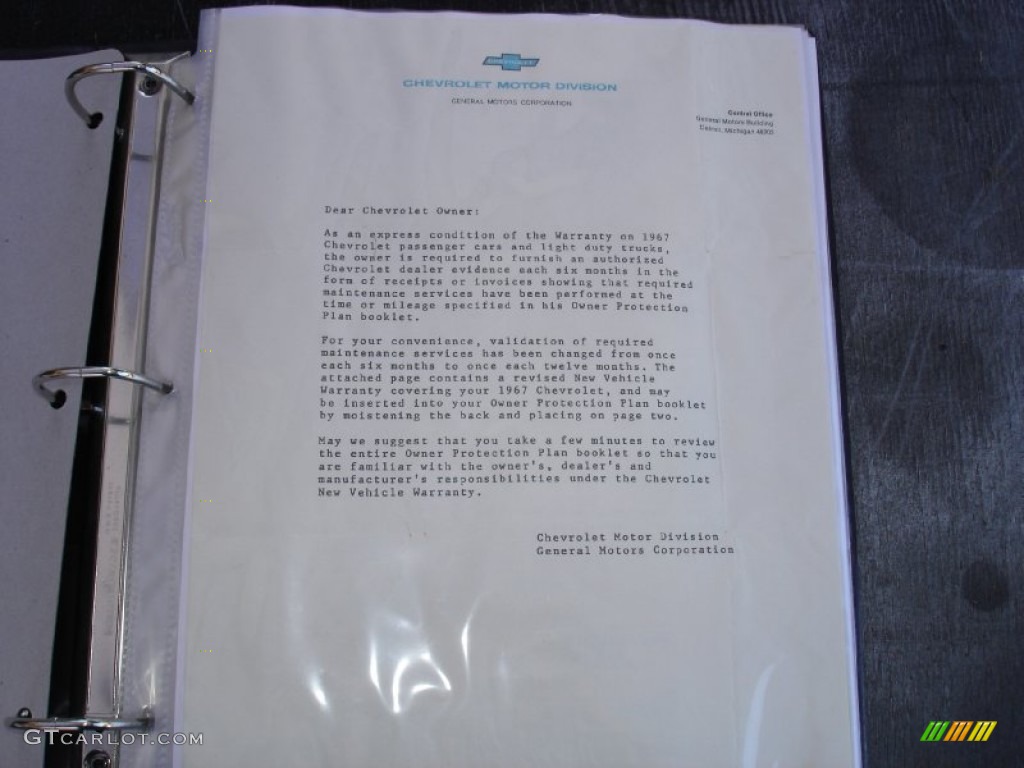 CHEVROLET
CHEVROLET MOTOR DIVISION
GENERAL MOTORS CORPORATION
Central Office
General Motors Building
Detroit, Michigan 48202
Dear Chevrolet Owner:
As an express condition of the Warranty on 1967
Chevrolet passenger cars and light duty trucks,
the owner is required to furnish an authorized
Chevrolet dealer evidence each six months in the
form of receipts or invoices showing that required
maintenance services have been performed at the
time or mileage specified in his Owner Protection
Plan booklet.
For your convenience, validation of required
maintenance services has been changed from once
each six months to once each twelve months. The
attached page contains a revised New Vehicle
Warranty covering your 1967 Chevrolet, and may
be inserted into your Owner Protection Plan booklet
by moistening the back and placing on page two.
May we suggest that you take a few minutes to review
the entire Owner Protection Plan booklet so that you
are familiar with the owner's, dealer's and
manufacturer's responsibilities under the Chevrolet
New Vehicle Warranty.
Chevrolet Motor Division
General Motors Corporation
GTCARLOT.COM